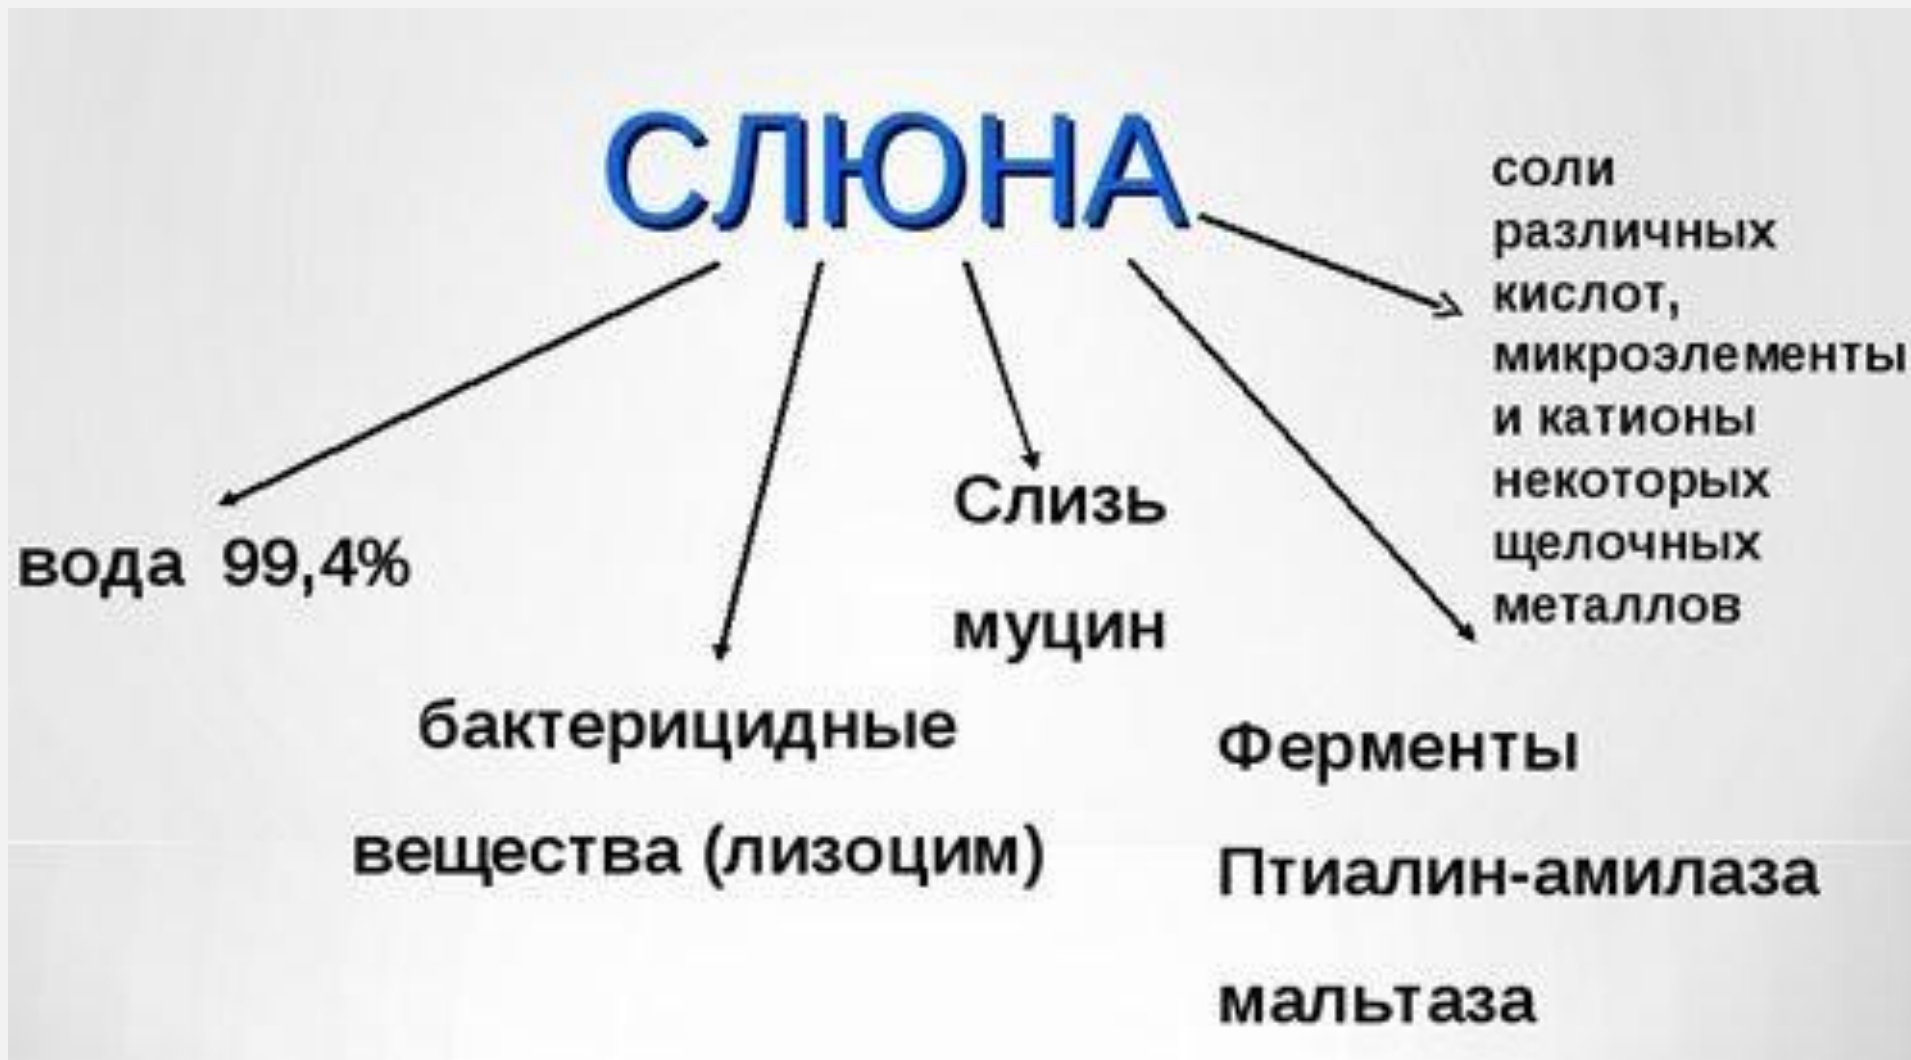 СЛЮНА
соли
различных
кислот,
микроэлементы
и катионы
некоторых
щелочных
металлов
вода 99,4%
Слизь
муцин
бактерицидные
вещества (лизоцим)
Ферменты
Птиалин-амилаза
мальтаза